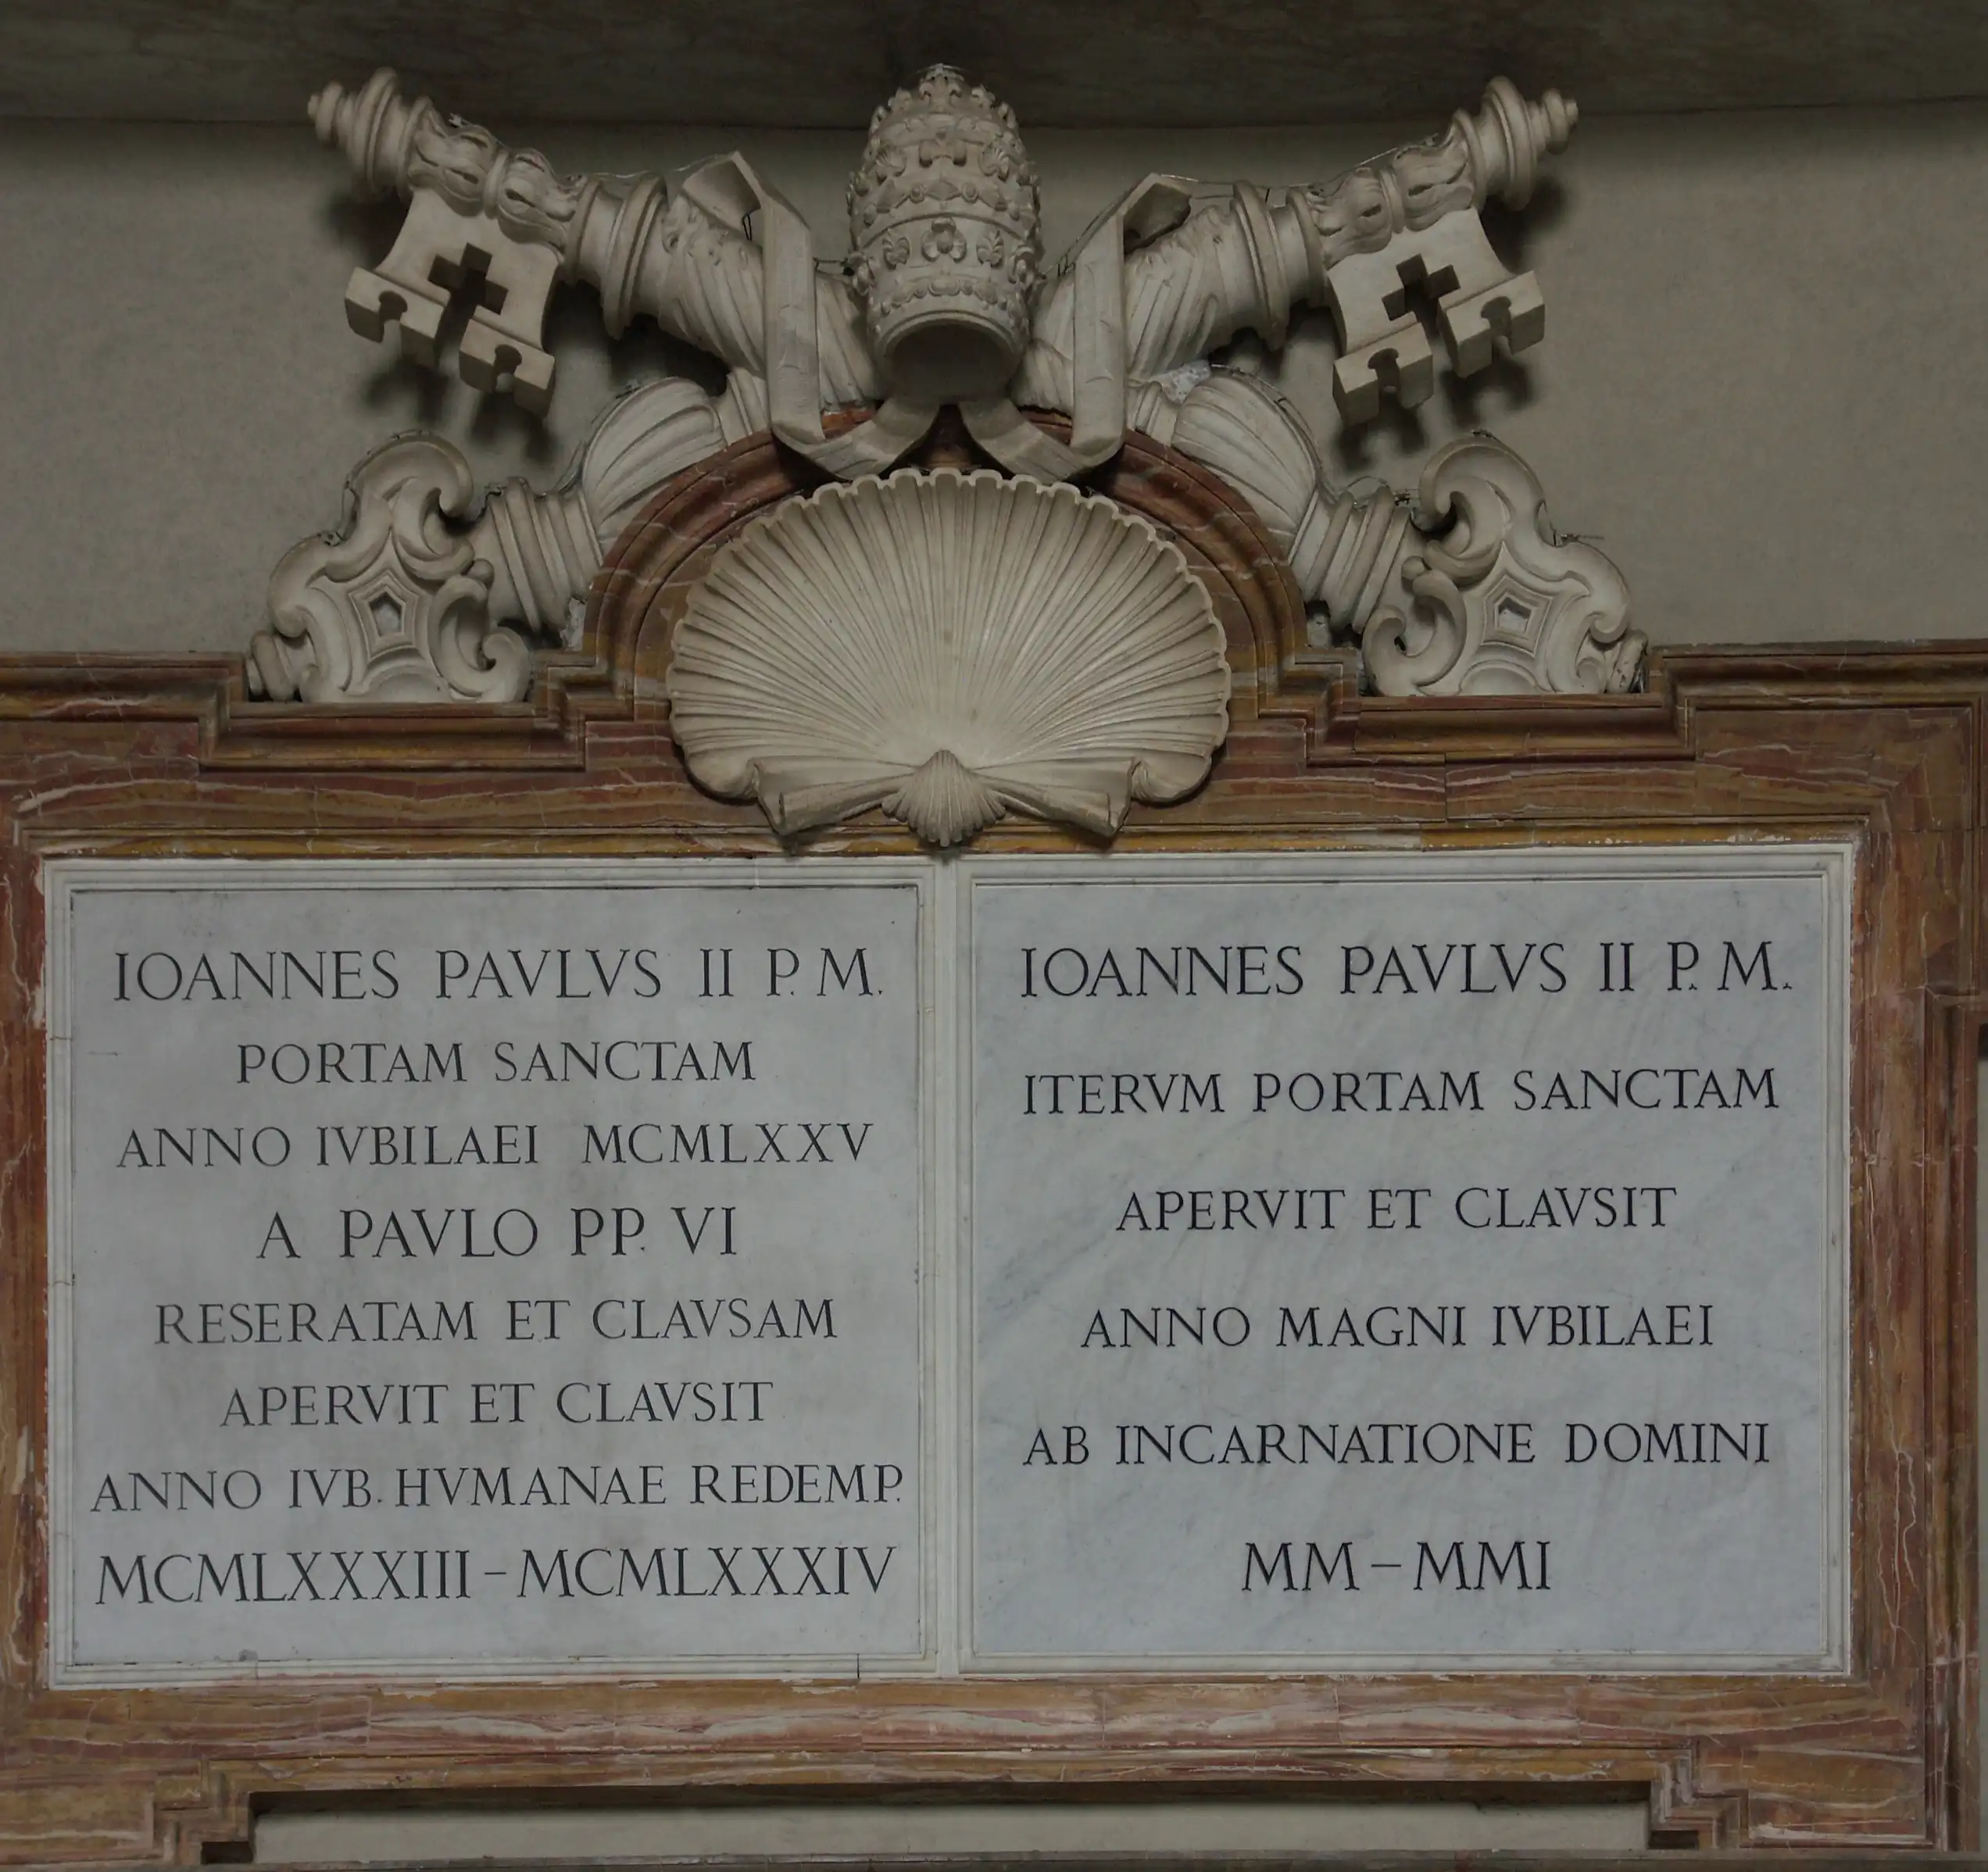 IOANNES PAVLVS II P. M.
PORTAM SANCTAM
ANNO IVBILAEI MCMLXXV
A PAVLO PP. VI
RESERATAM ET CLAVSAM
APERVIT ET CLAVSIT
ANNO IVB. HVMANAE REDEMP.
MCMLXXXIII – MCMLXXXIV
IOANNES PAVLVS II P. M.
ITERVM PORTAM SANCTAM
APERVIT ET CLAVSIT
ANNO MAGNI IVBILAEI
AB INCARNATIONE DOMINI
MM – MMI